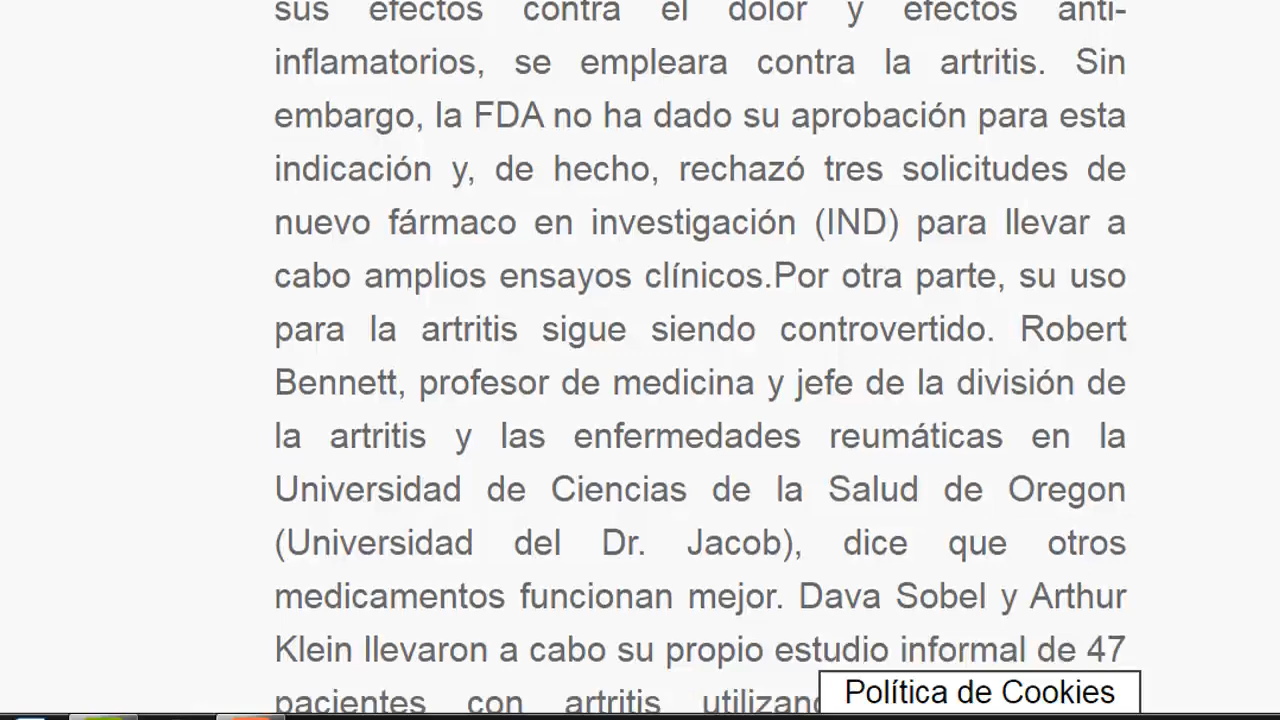 sus efectos contra el dolor y efectos anti-
inflamatorios, se empleara contra la artritis. Sin
embargo, la FDA no ha dado su aprobación para esta
indicación y, de hecho, rechazó tres solicitudes de
nuevo fármaco en investigación (IND) para llevar a
cabo amplios ensayos clínicos.Por otra parte, su uso
para la artritis sigue siendo controvertido. Robert
Bennett, profesor de medicina y jefe de la división de
la artritis y las enfermedades reumáticas en la
Universidad de Ciencias de la Salud de Oregon
(Universidad del Dr. Jacob), dice que otros
medicamentos funcionan mejor. Dava Sobel y Arthur
Klein llevaron a cabo su propio estudio informal de 47
pacientes con artritis
Política de Cookies